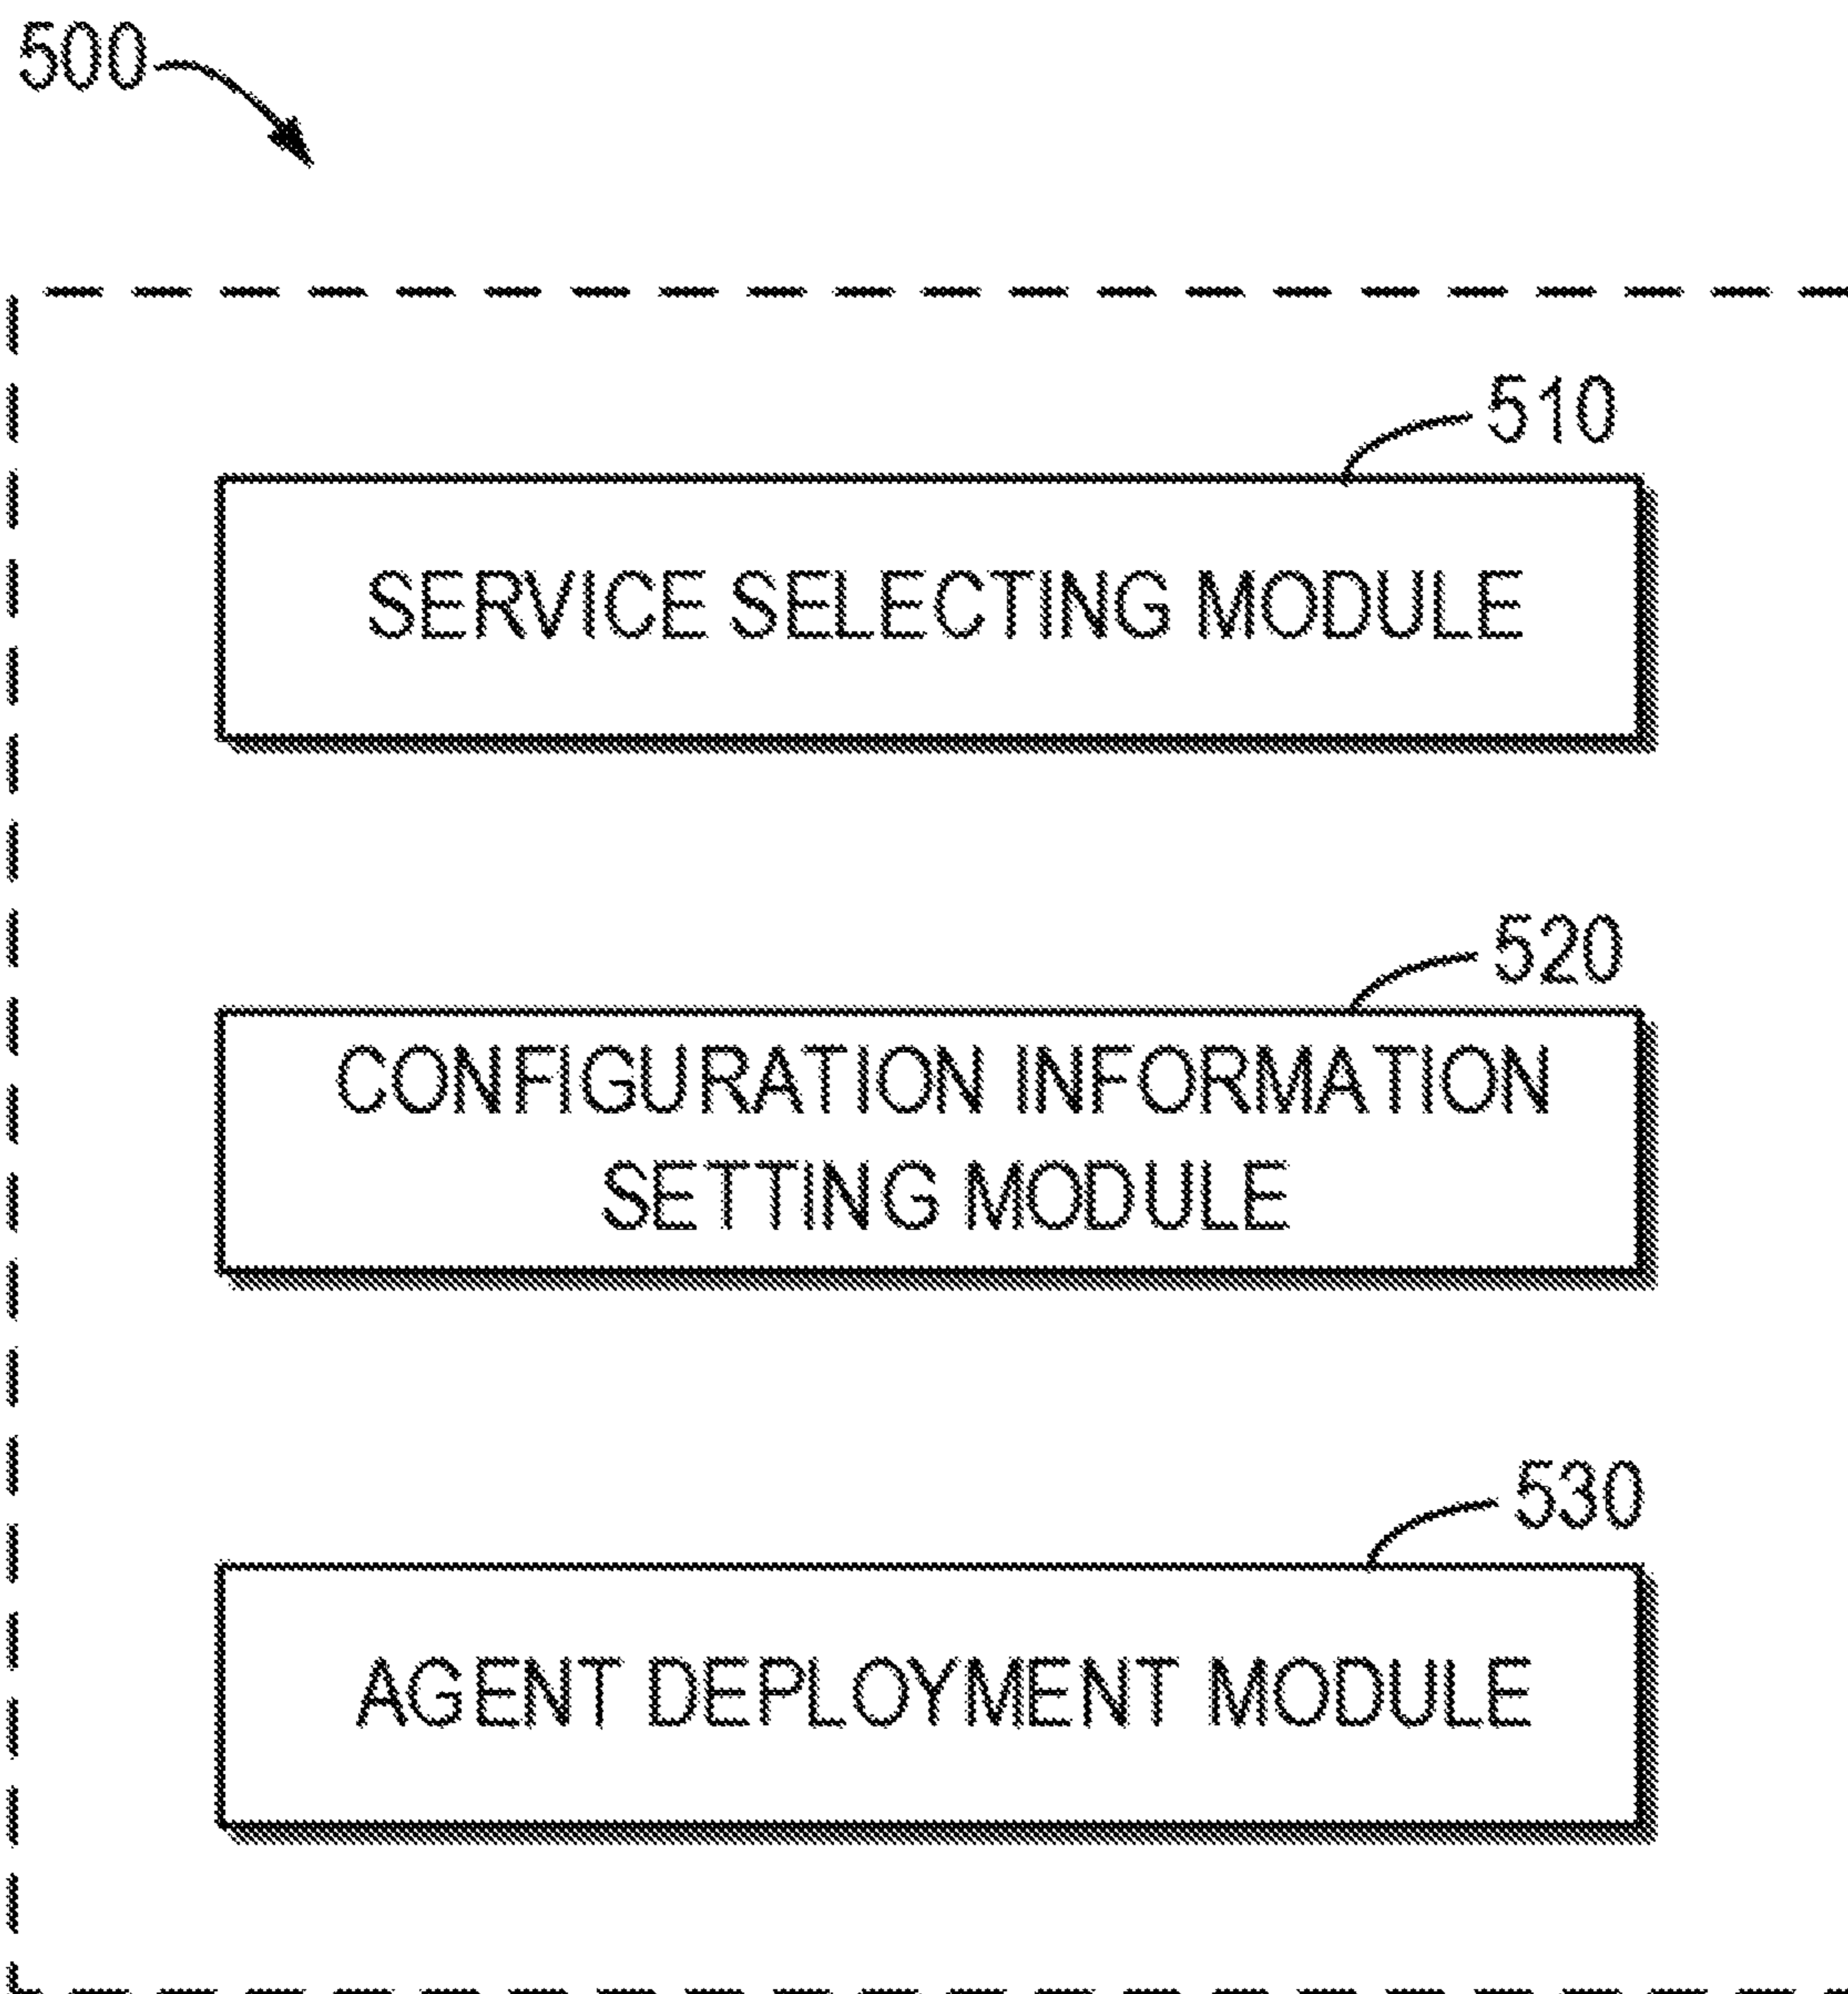 500
510
SERVICE SELECTING MODULE
520
CONFIGURATION INFORMATION
SETTING MODULE
530
AGENT DEPLOYMENT MODULE